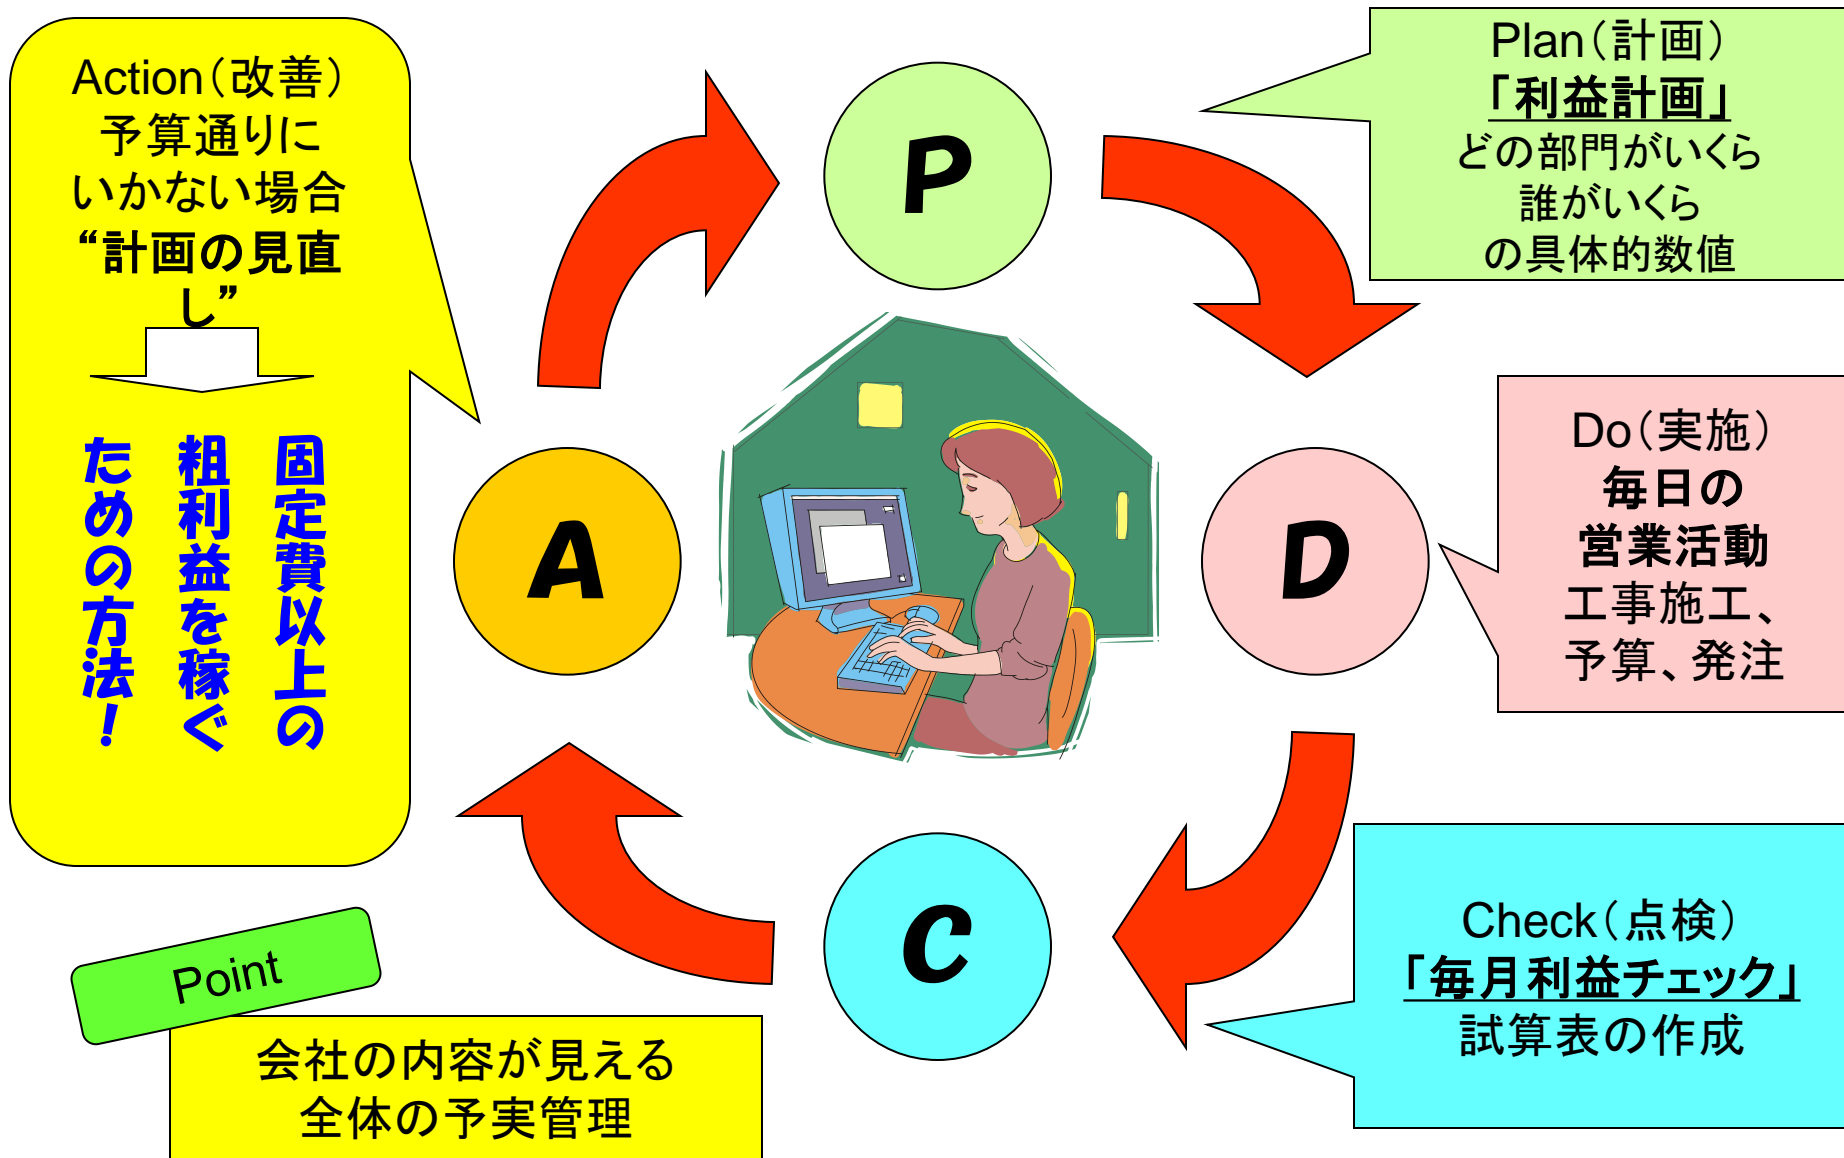 Action（改善）
予算通りに
いかない場合
“計画の見直
し”
固定費以上の
粗利益を稼ぐ
ための方法！
P
Plan（計画）
「利益計画」
どの部門がいくら
誰がいくら
の具体的数値
A
D
Do（実施）
毎日の
営業活動
工事施工、
予算、発注
C
Check（点検）
「毎月利益チェック」
試算表の作成
Point
会社の内容が見える
全体の予実管理